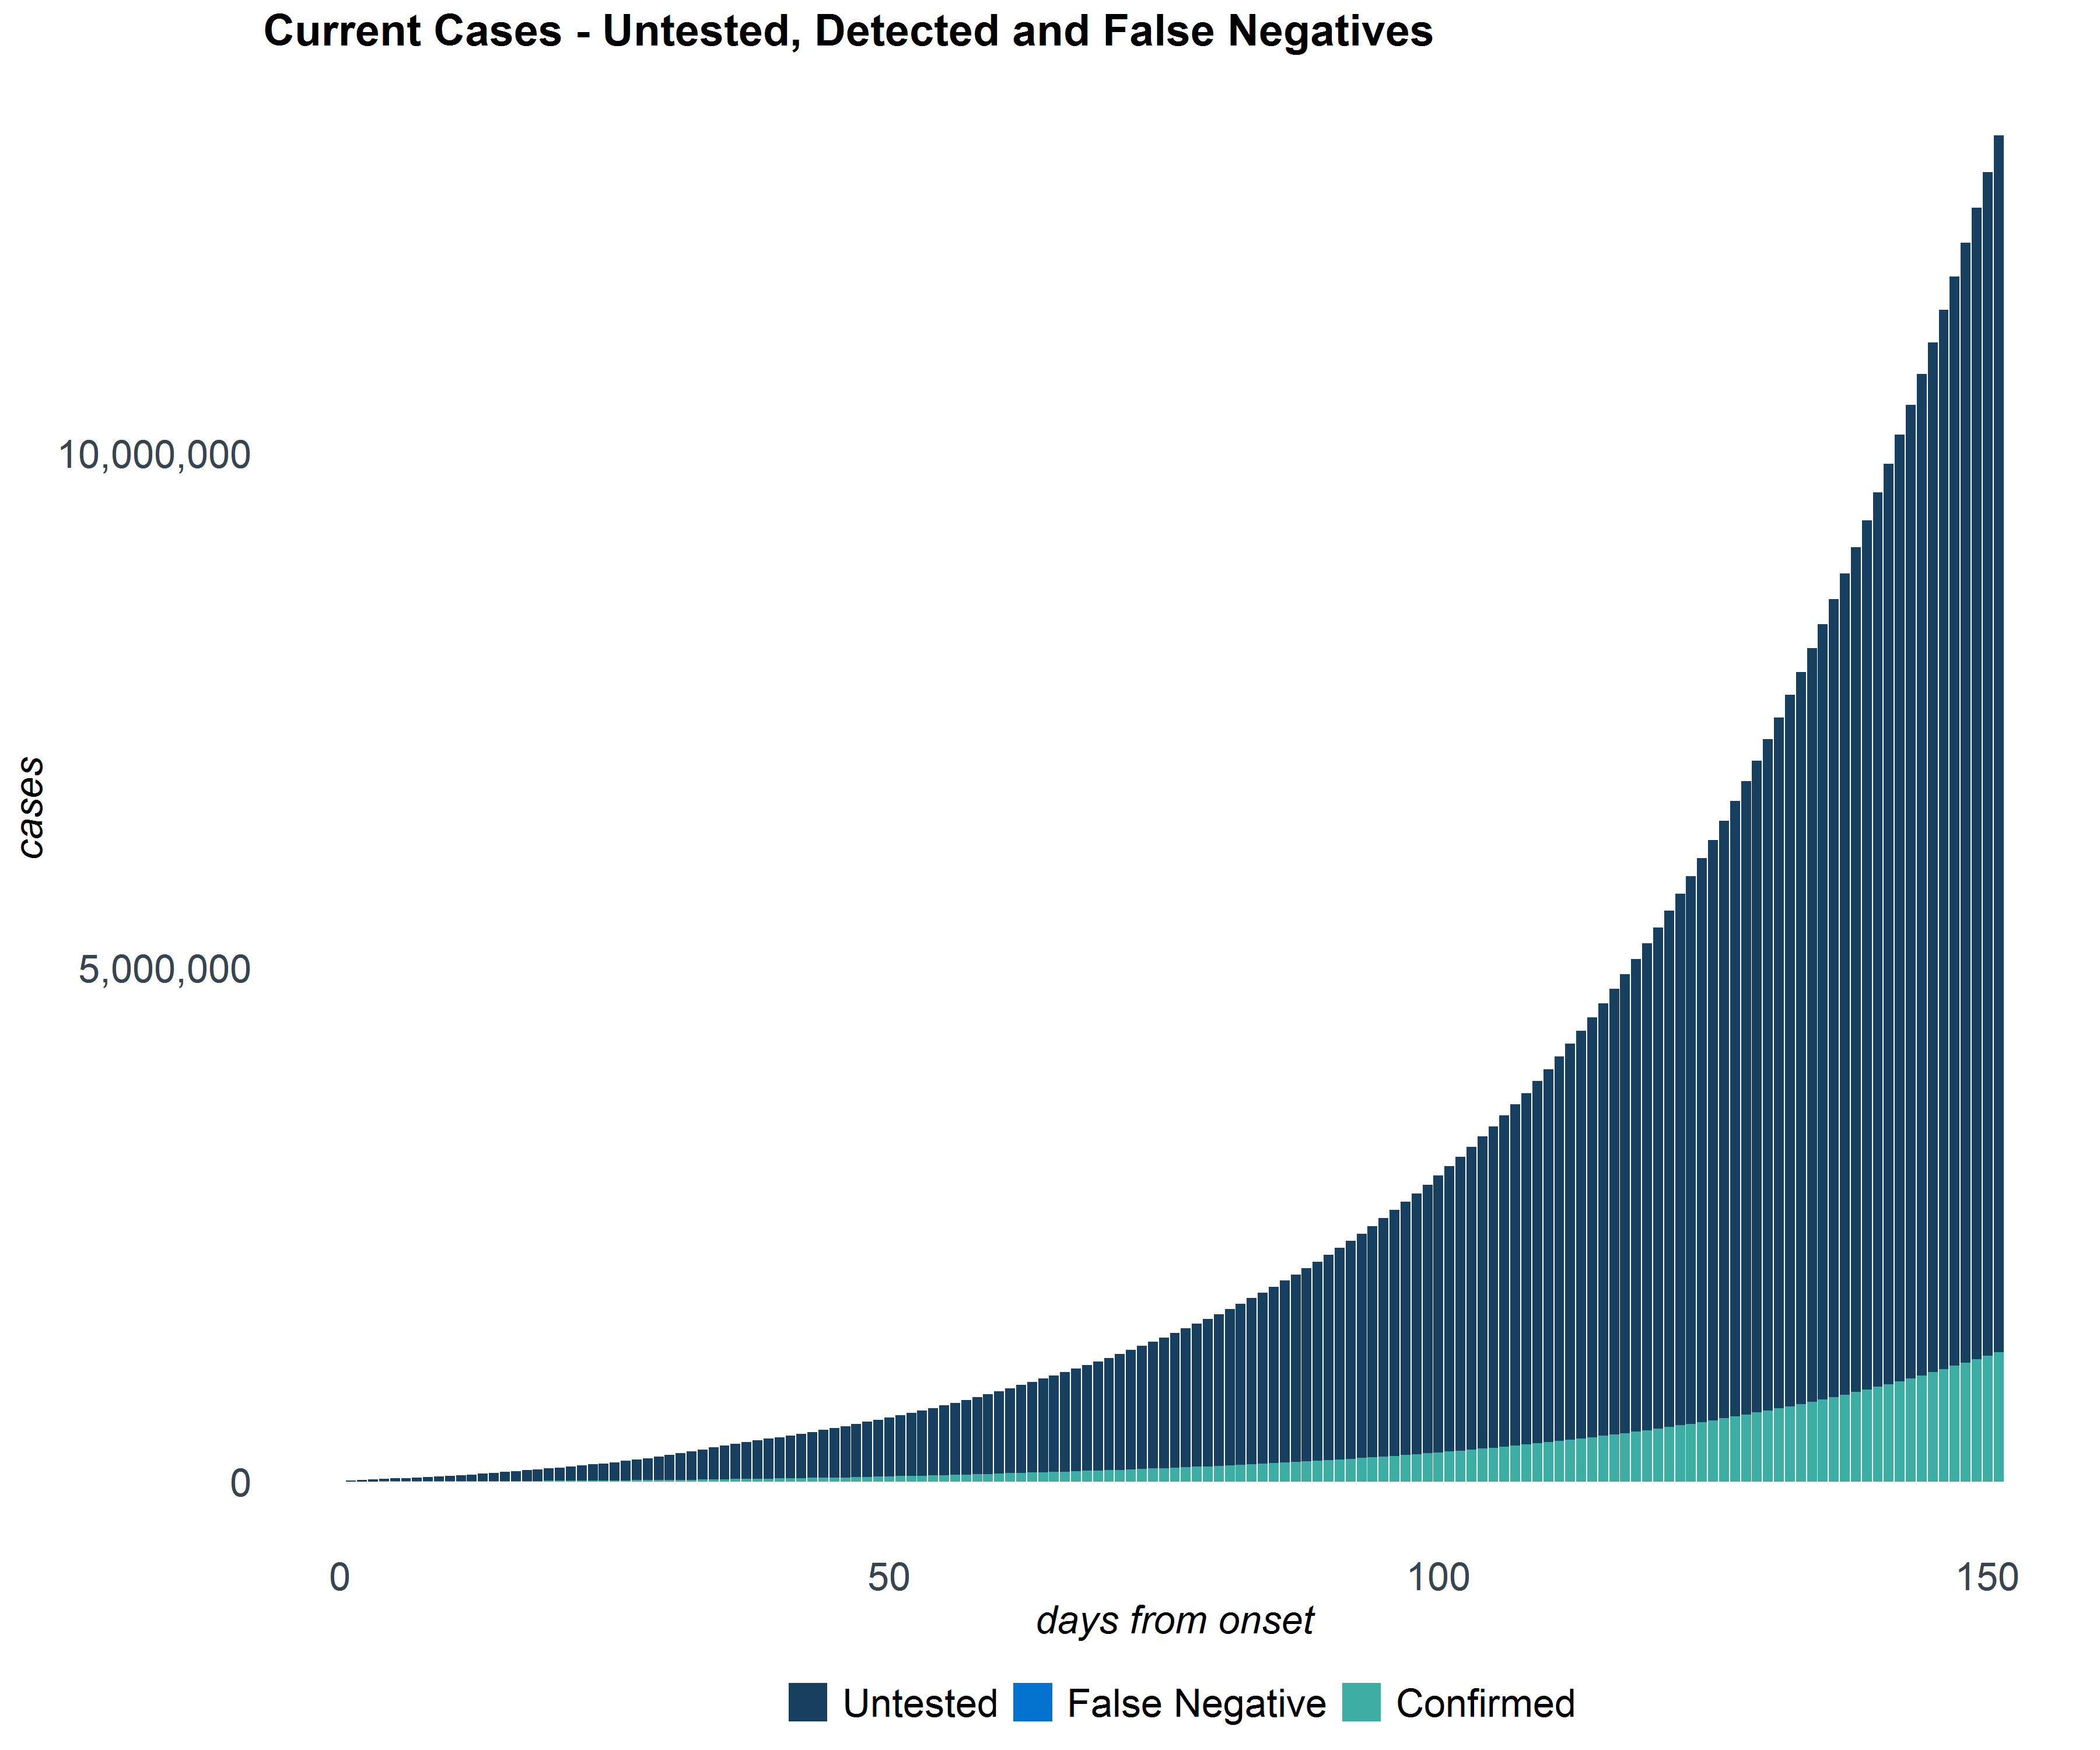 Current Cases - Untested, Detected and False Negatives
cases
10,000,000
5,000,000
0
0 50 100 150
days from onset
Untested False Negative Confirmed